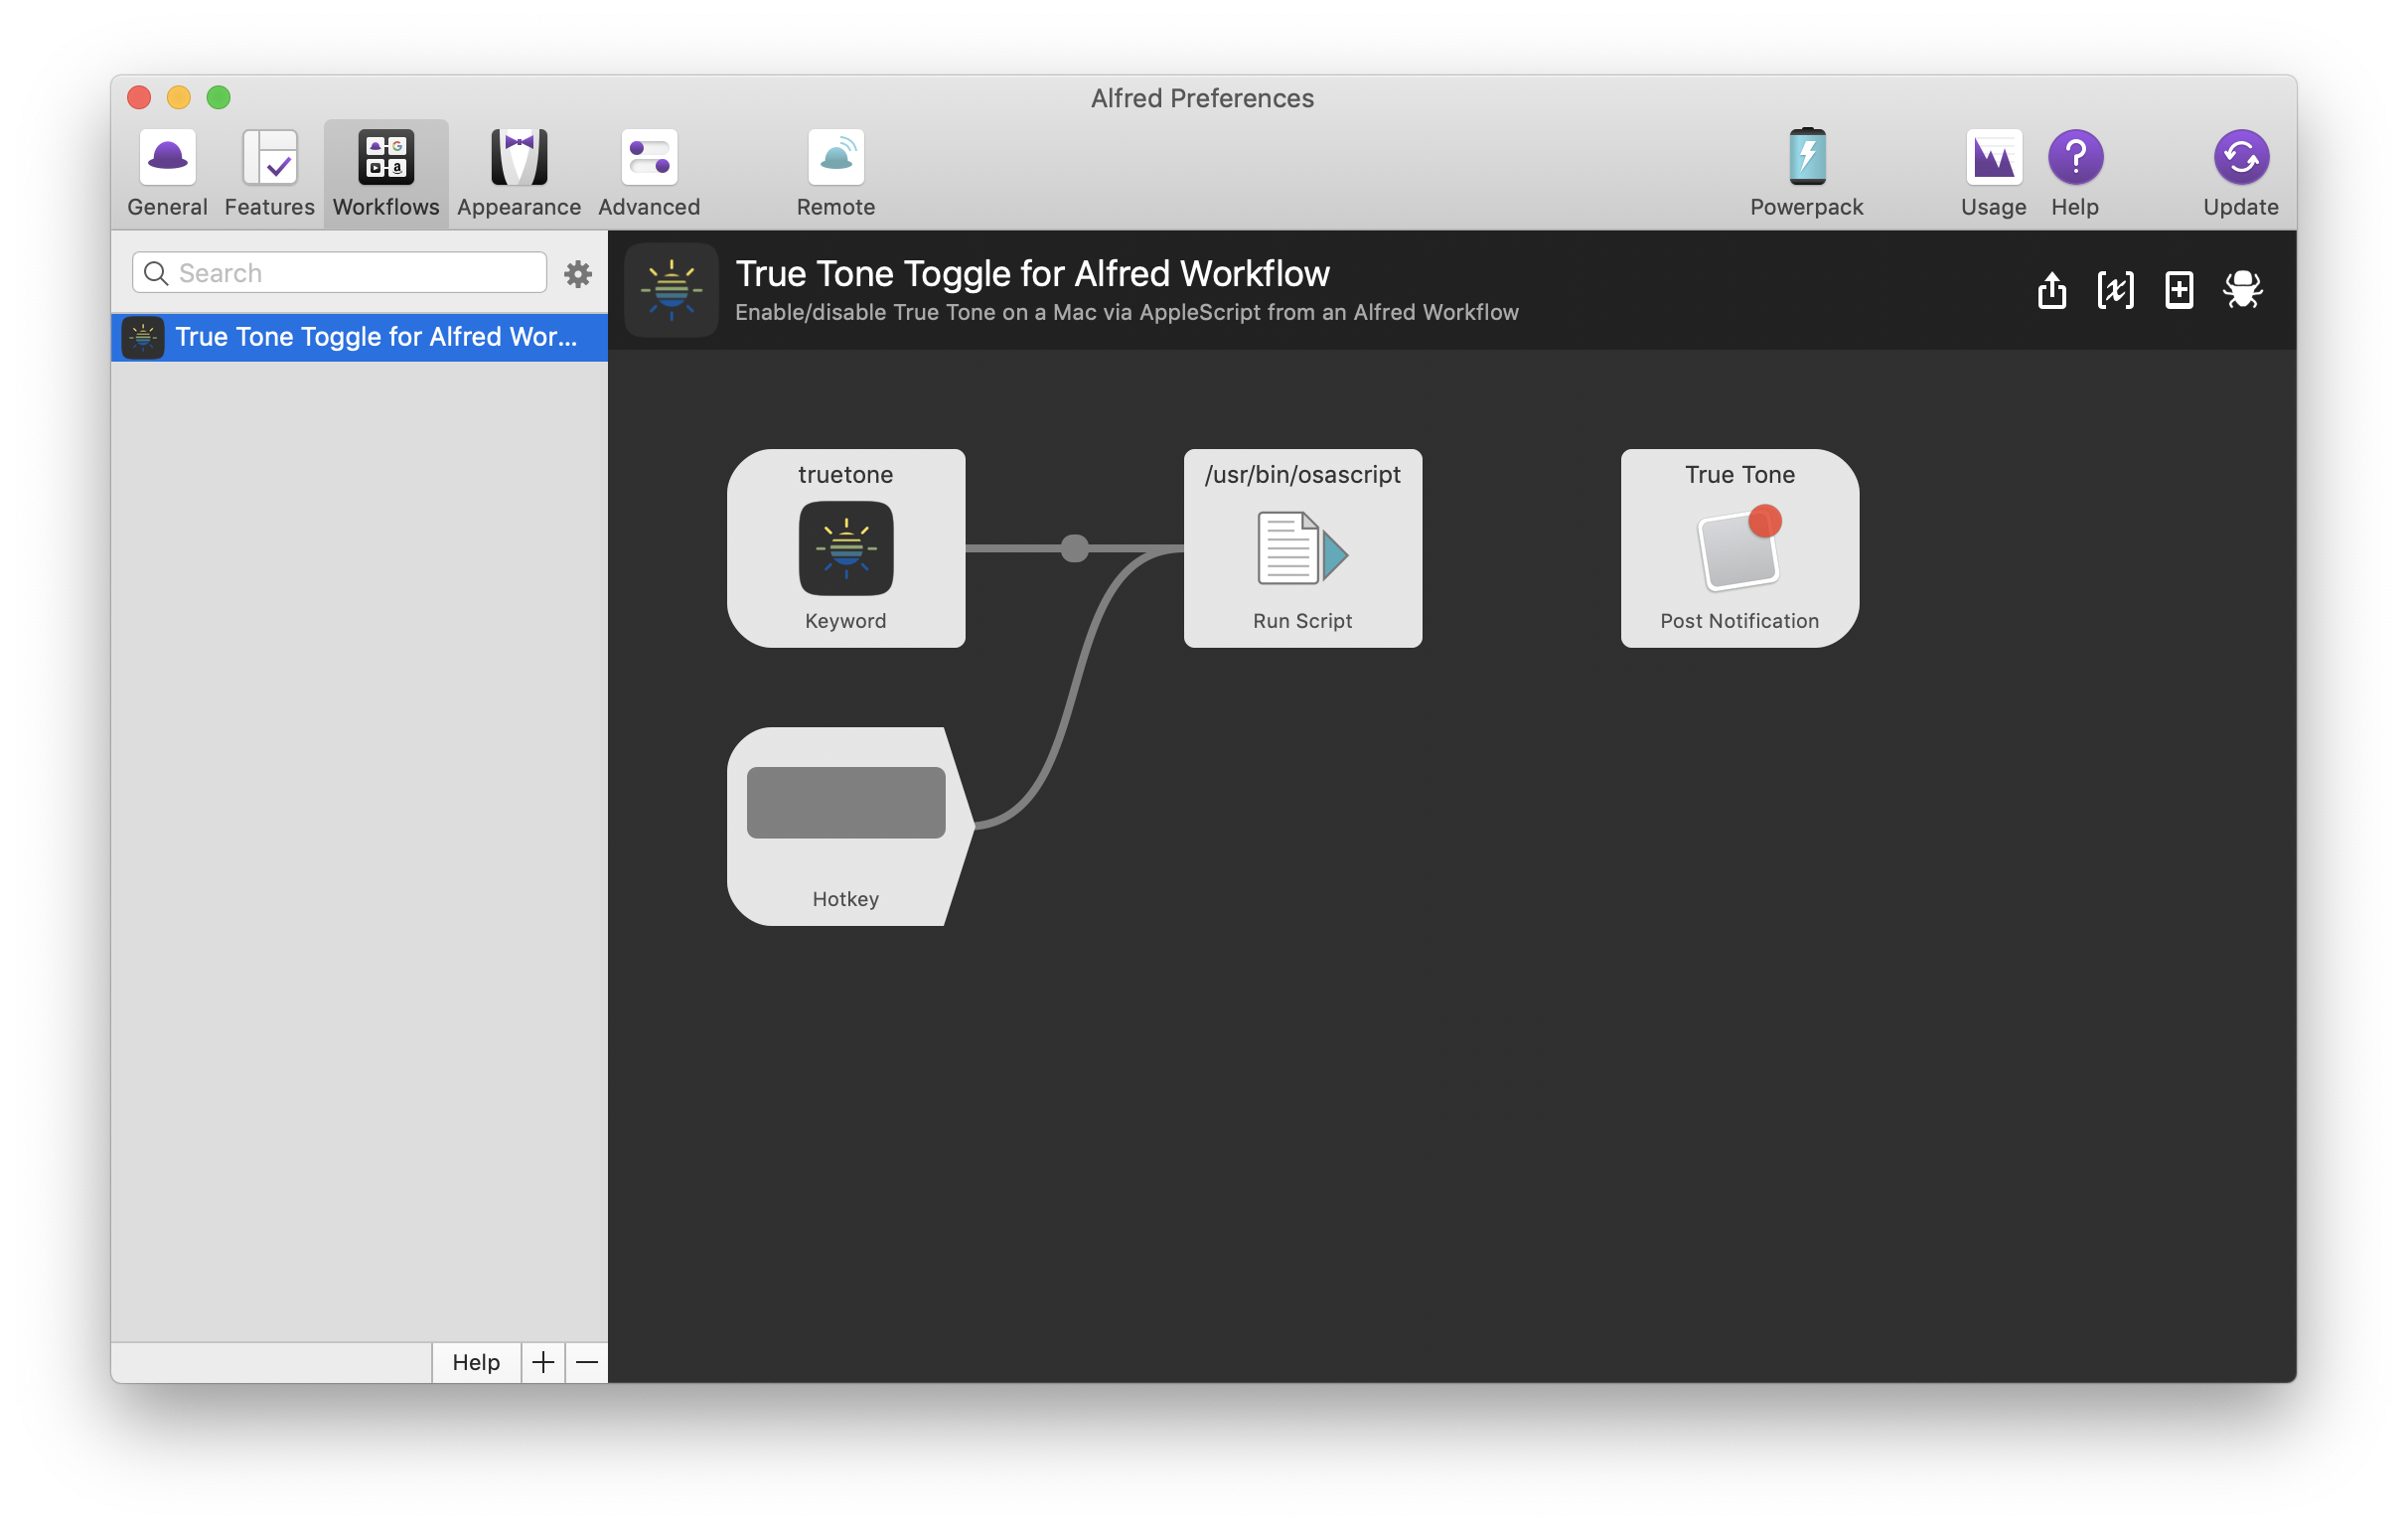 Alfred Preferences
General Features Workflows Appearance Advanced Remote Powerpack Usage Help Update
Search
True Tone Toggle for Alfred Wor...
True Tone Toggle for Alfred Workflow
Enable/disable True Tone on a Mac via AppleScript from an Alfred Workflow
truetone
Keyword
/usr/bin/osascript
Run Script
True Tone
Post Notification
Hotkey
Help